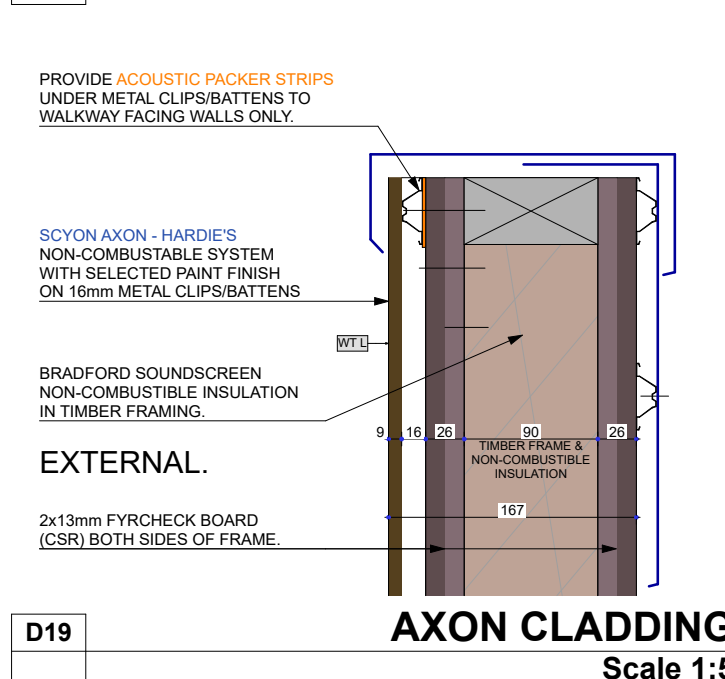 PROVIDE ACOUSTIC PACKER STRIPS
UNDER METAL CLIPS/BATTENS TO
WALKWAY FACING WALLS ONLY.
SCYON AXON - HARDIE'S
NON-COMBUSTABLE SYSTEM
WITH SELECTED PAINT FINISH
ON 16mm METAL CLIPS/BATTENS
WT L
BRADFORD SOUNDSCREEN
NON-COMBUSTIBLE INSULATION
IN TIMBER FRAMING.
9 16 26 90 26
TIMBER FRAME &
NON-COMBUSTIBLE
INSULATION
EXTERNAL.
167
2x13mm FYRCHECK BOARD
(CSR) BOTH SIDES OF FRAME.
D19
AXON CLADDING
Scale 1:5